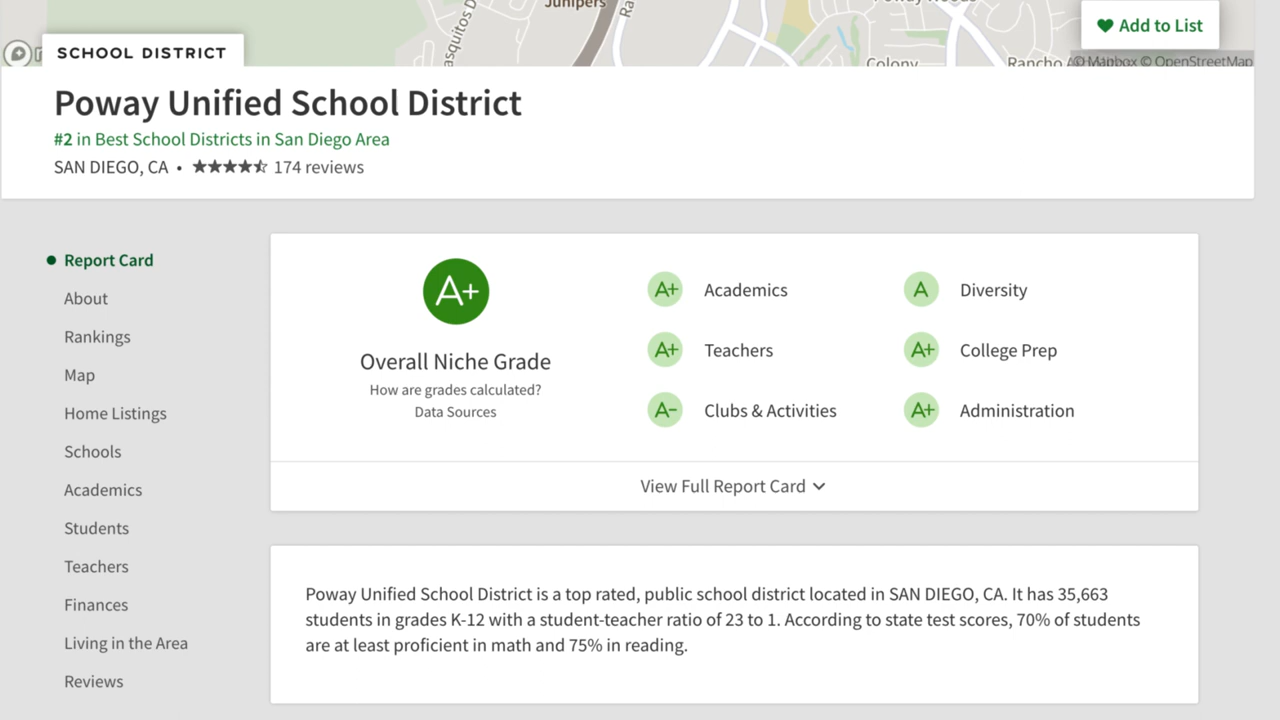 Junipers
Add to List
SCHOOL DISTRICT
Colony
Rancho
© Mapbox © OpenStreetMap
Poway Unified School District
#2 in Best School Districts in San Diego Area
SAN DIEGO, CA • 174 reviews
Report Card
About
Rankings
Map
Home Listings
Schools
Academics
Students
Teachers
Finances
Living in the Area
Reviews
A+
Overall Niche Grade
How are grades calculated?
Data Sources
A+ Academics
A Diversity
A+ Teachers
A+ College Prep
A- Clubs & Activities
A+ Administration
View Full Report Card
Poway Unified School District is a top rated, public school district located in SAN DIEGO, CA. It has 35,663
students in grades K-12 with a student-teacher ratio of 23 to 1. According to state test scores, 70% of students
are at least proficient in math and 75% in reading.